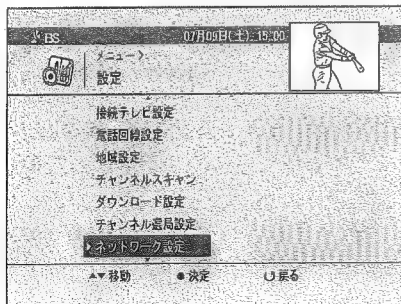 BS 07月09日(土) 15:00
メニュー>
設定
接続テレビ設定
電話回線設定
地域設定
チャンネルスキャン
ダウンロード設定
チャンネル選局設定
ネットワーク設定
▲▼移動 ●決定 ↺戻る